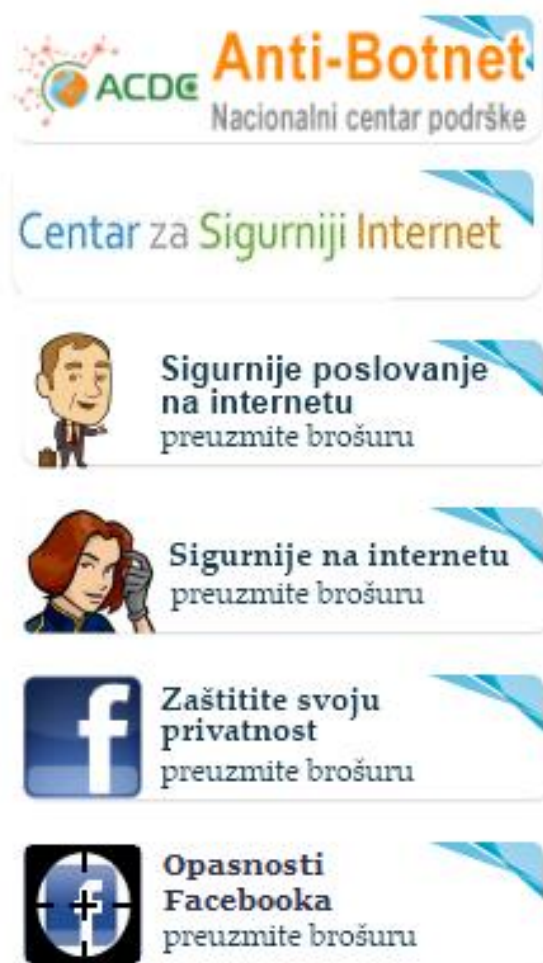 ACDC Anti-Botnet
Nacionalni centar podrške
Centar za Sigurniji Internet
Sigurnije poslovanje
na internetu
preuzmite brošuru
Sigurnije na internetu
preuzmite brošuru
Zaštitite svoju
privatnost
preuzmite brošuru
Opasnosti
Facebooka
preuzmite brošuru